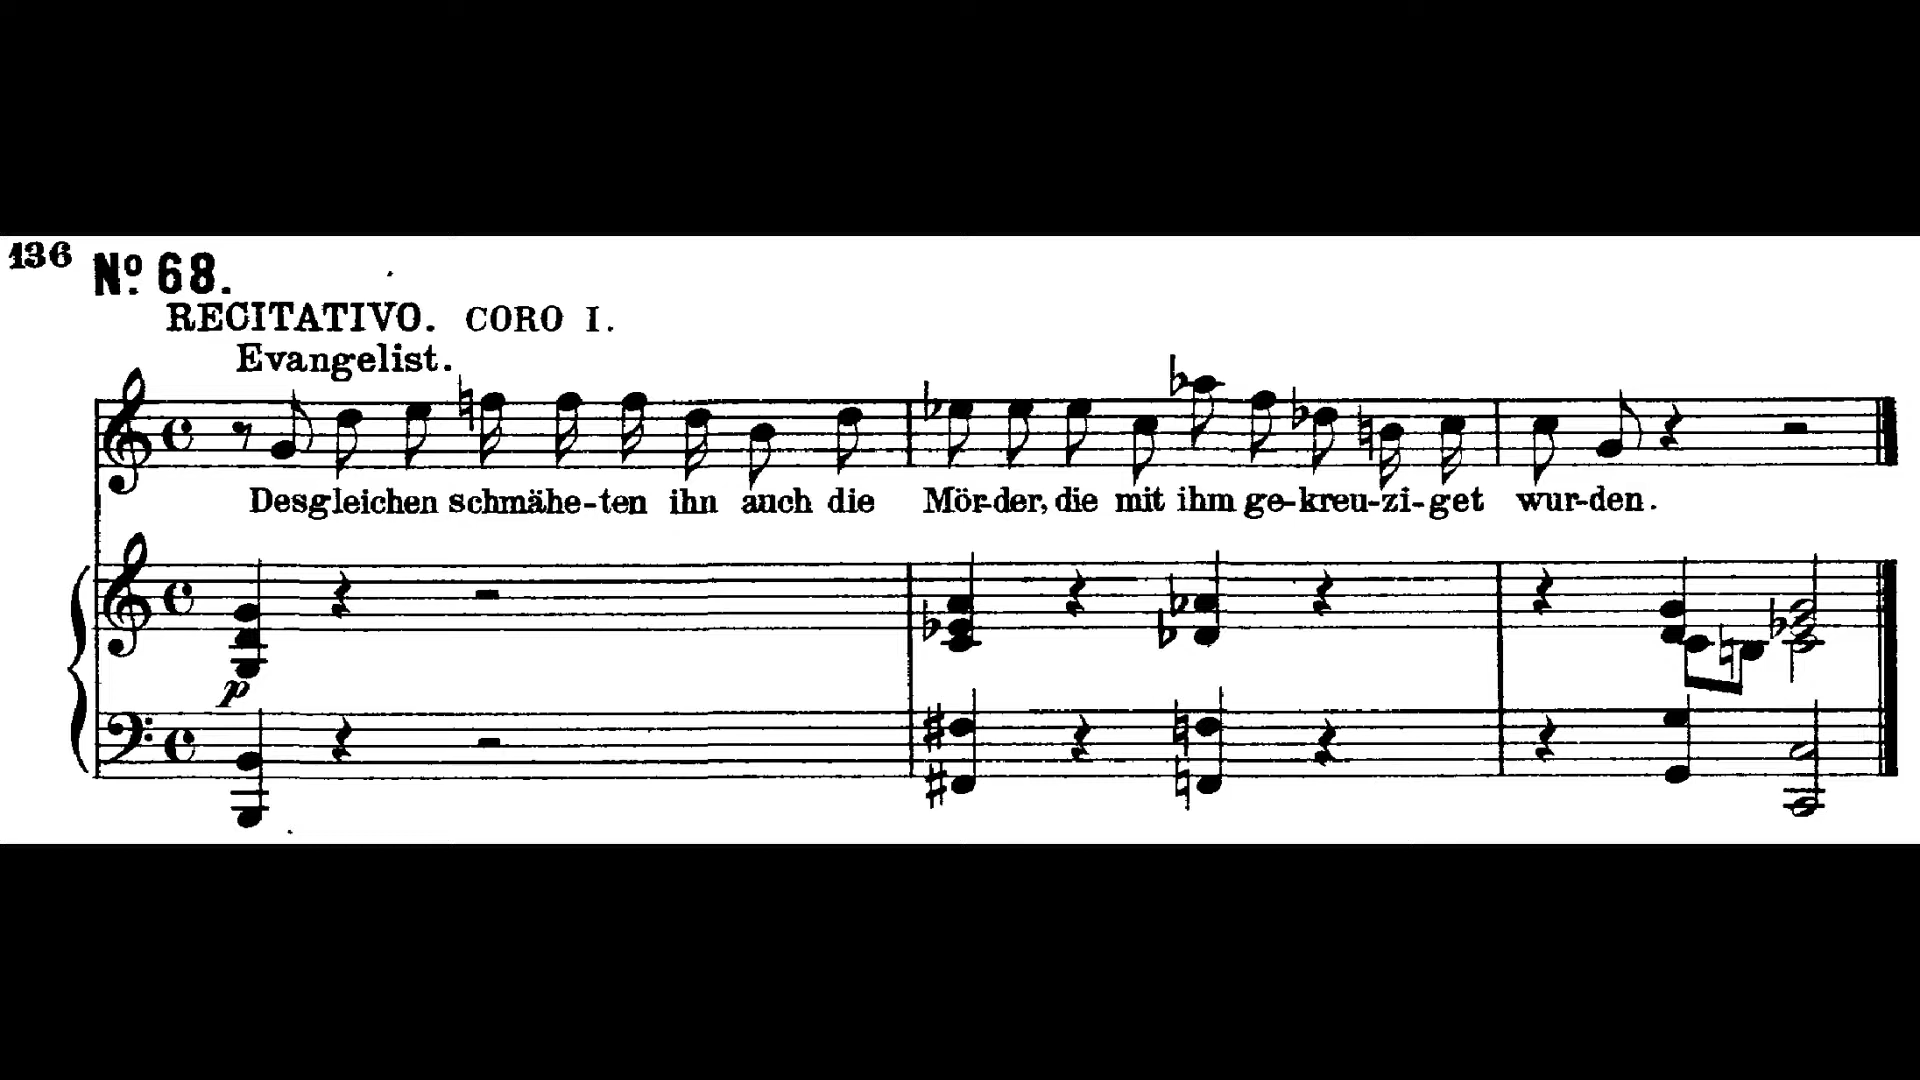 136
Nº 68.
RECITATIVO. CORO I.
Evangelist.
Desgleichen schmähe-ten ihn auch die Mör-der, die mit ihm ge-kreu-zi-get wur-den.
p